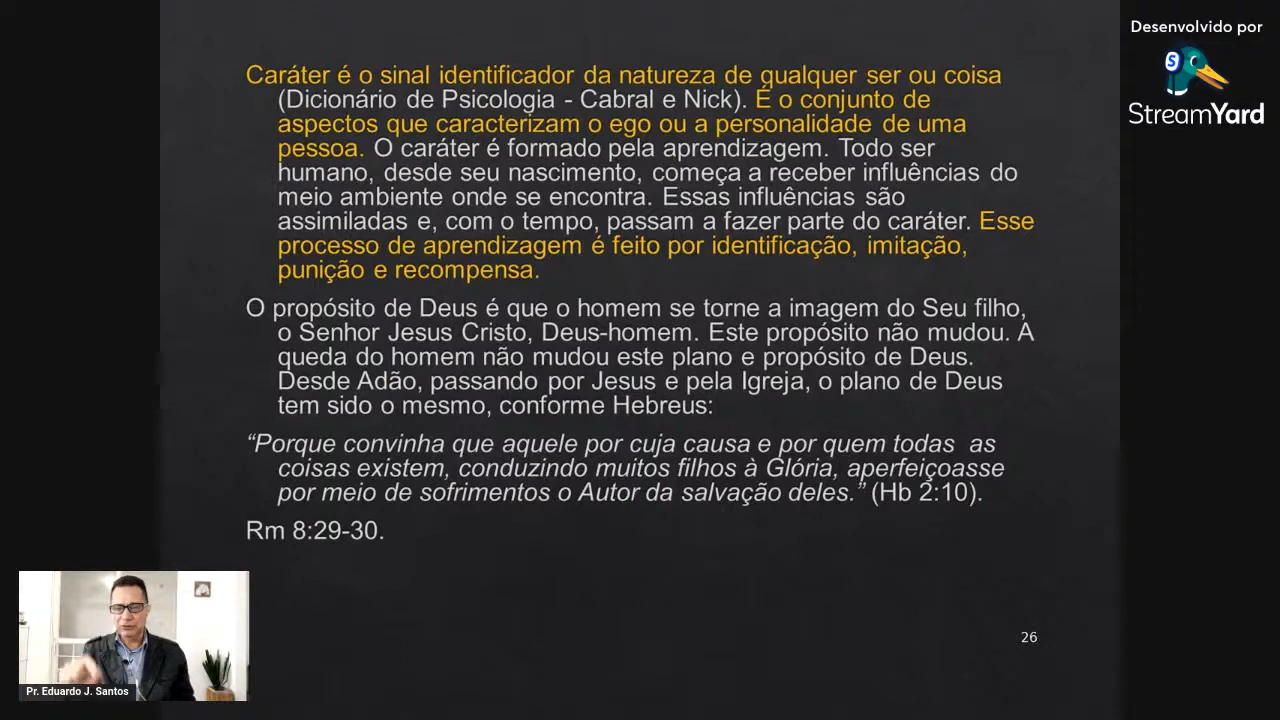 Desenvolvido por
S
StreamYard
Caráter é o sinal identificador da natureza de qualquer ser ou coisa
(Dicionário de Psicologia - Cabral e Nick). É o conjunto de
aspectos que caracterizam o ego ou a personalidade de uma
pessoa. O caráter é formado pela aprendizagem. Todo ser
humano, desde seu nascimento, começa a receber influências do
meio ambiente onde se encontra. Essas influências são
assimiladas e, com o tempo, passam a fazer parte do caráter. Esse
processo de aprendizagem é feito por identificação, imitação,
punição e recompensa.
O propósito de Deus é que o homem se torne a imagem do Seu filho,
o Senhor Jesus Cristo, Deus-homem. Este propósito não mudou. A
queda do homem não mudou este plano e propósito de Deus.
Desde Adão, passando por Jesus e pela Igreja, o plano de Deus
tem sido o mesmo, conforme Hebreus:
“Porque convinha que aquele por cuja causa e por quem todas as
coisas existem, conduzindo muitos filhos à Glória, aperfeiçoasse
por meio de sofrimentos o Autor da salvação deles.” (Hb 2:10).
Rm 8:29-30.
26
Pr. Eduardo J. Santos